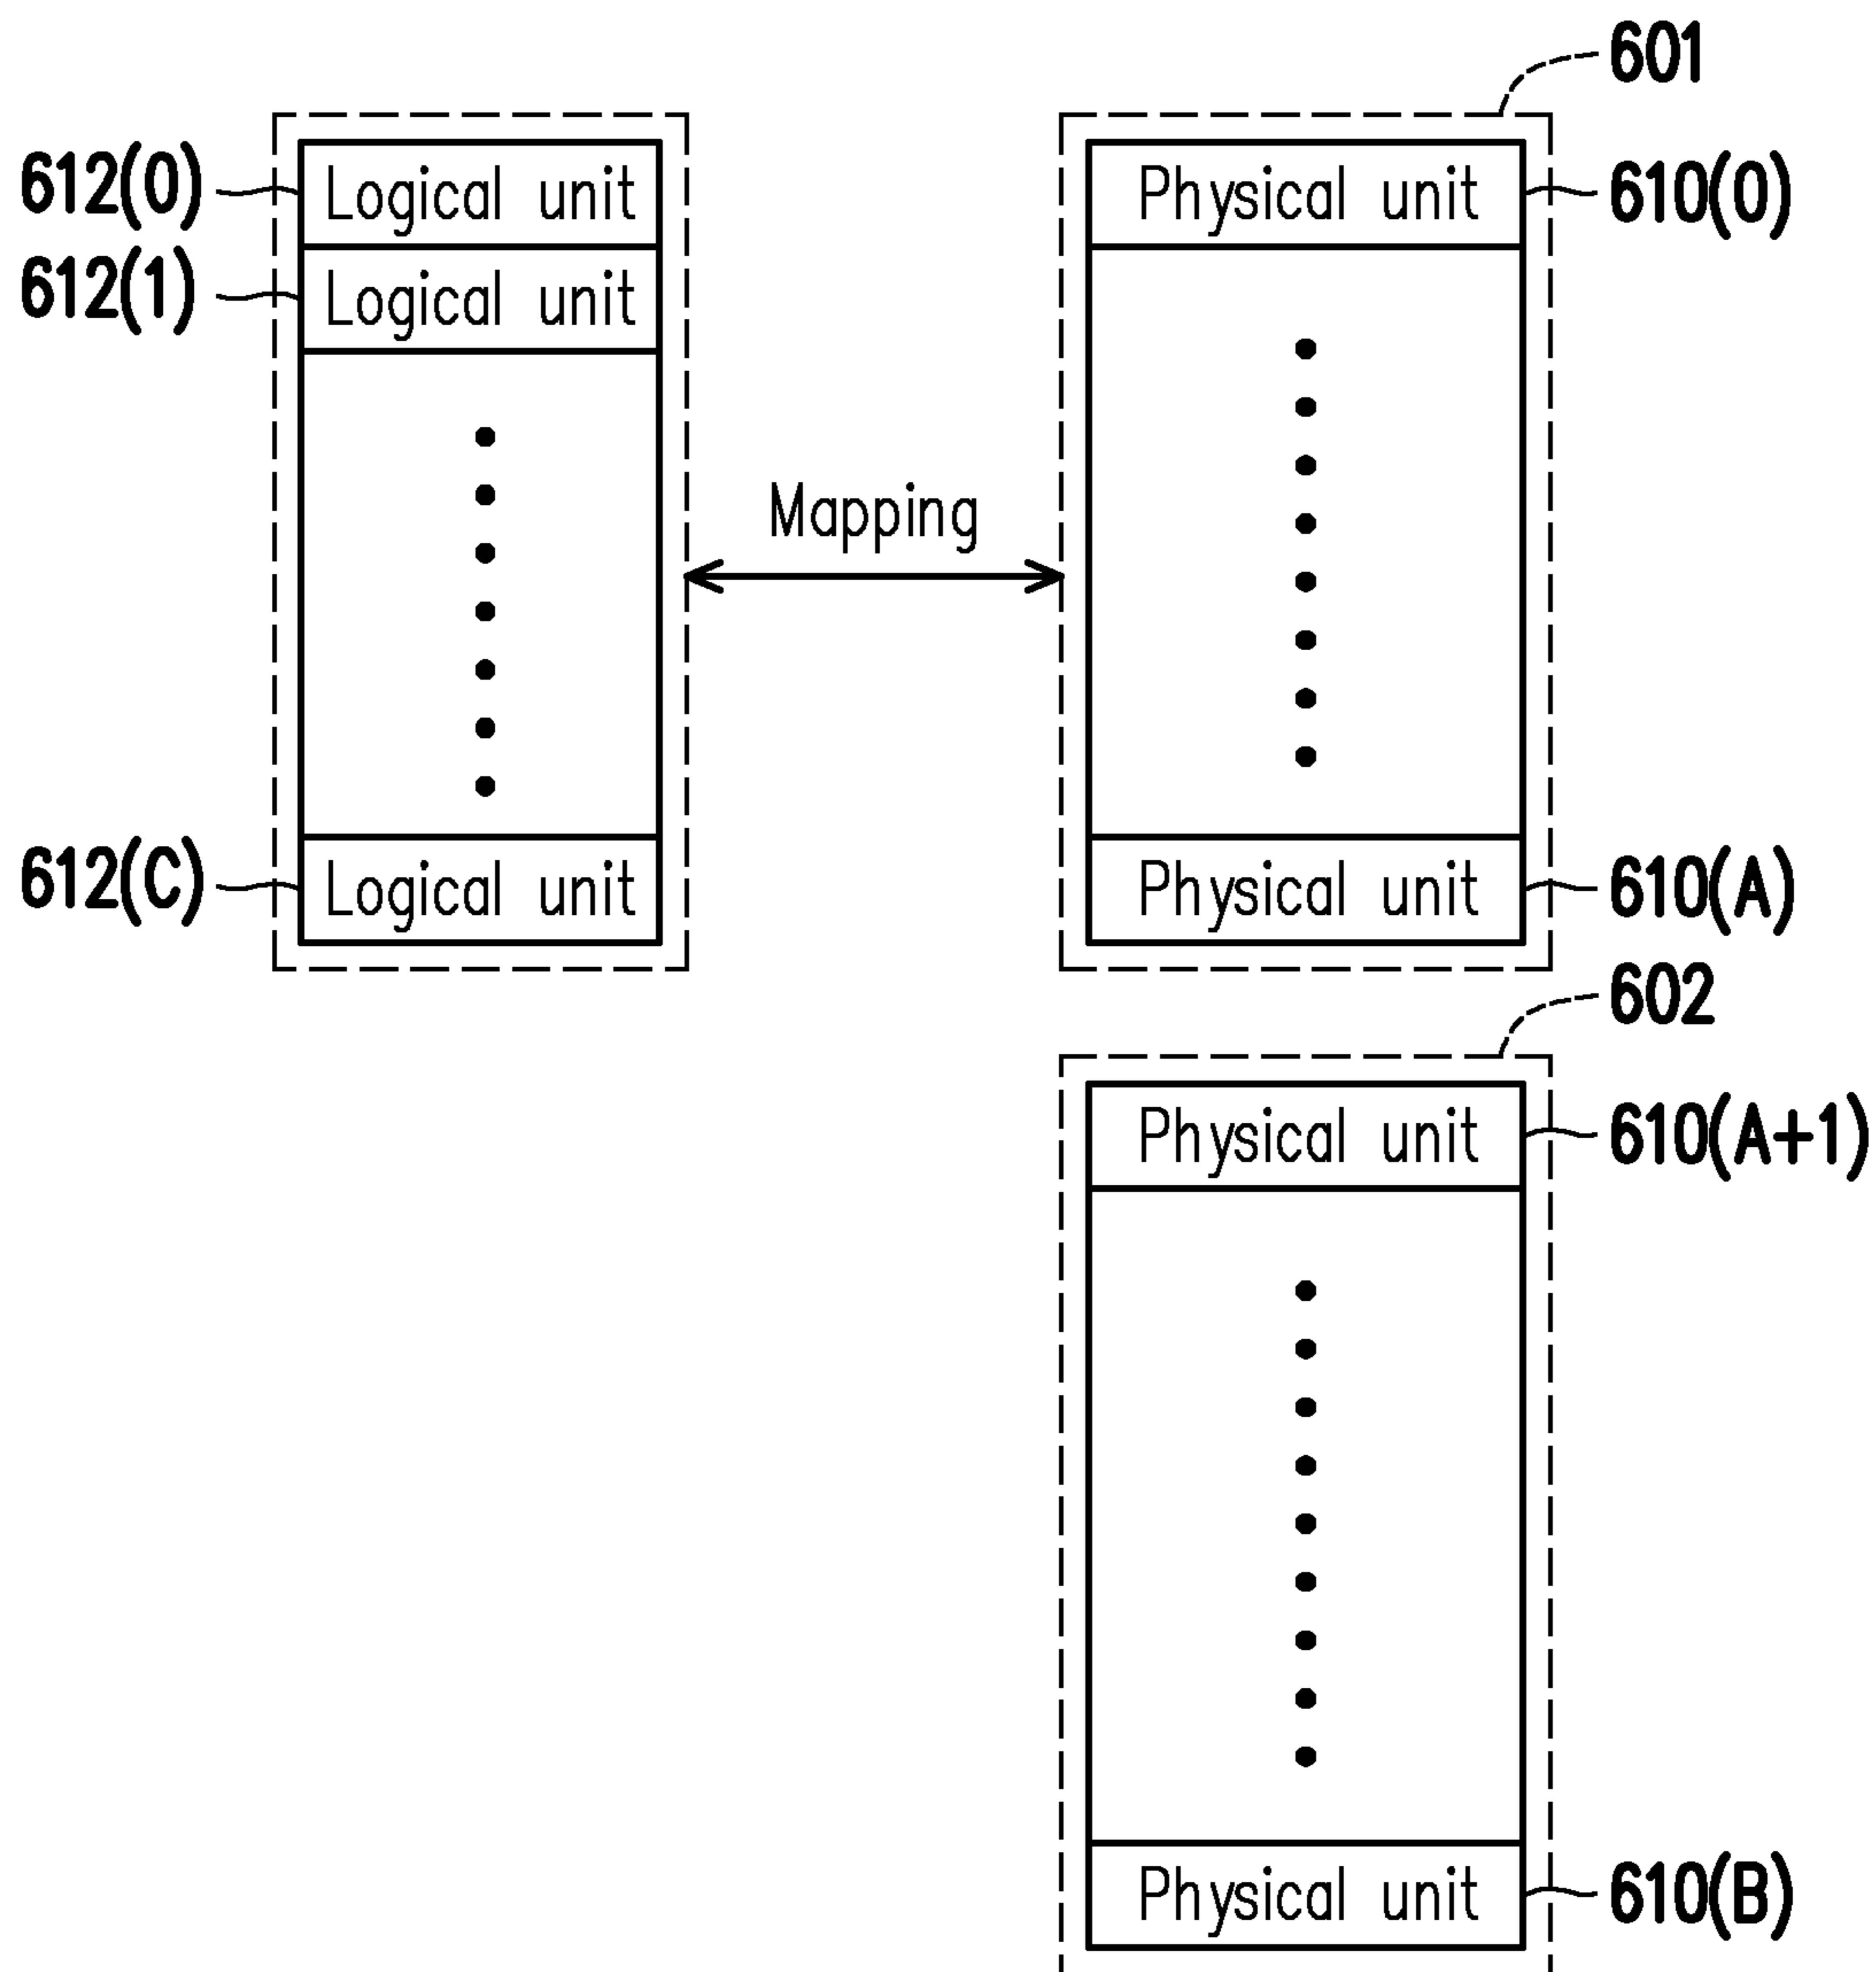 601
612(0) Logical unit Physical unit 610(0)
612(1) Logical unit
Mapping
612(C) Logical unit Physical unit 610(A)
602
Physical unit 610(A+1)
Physical unit 610(B)